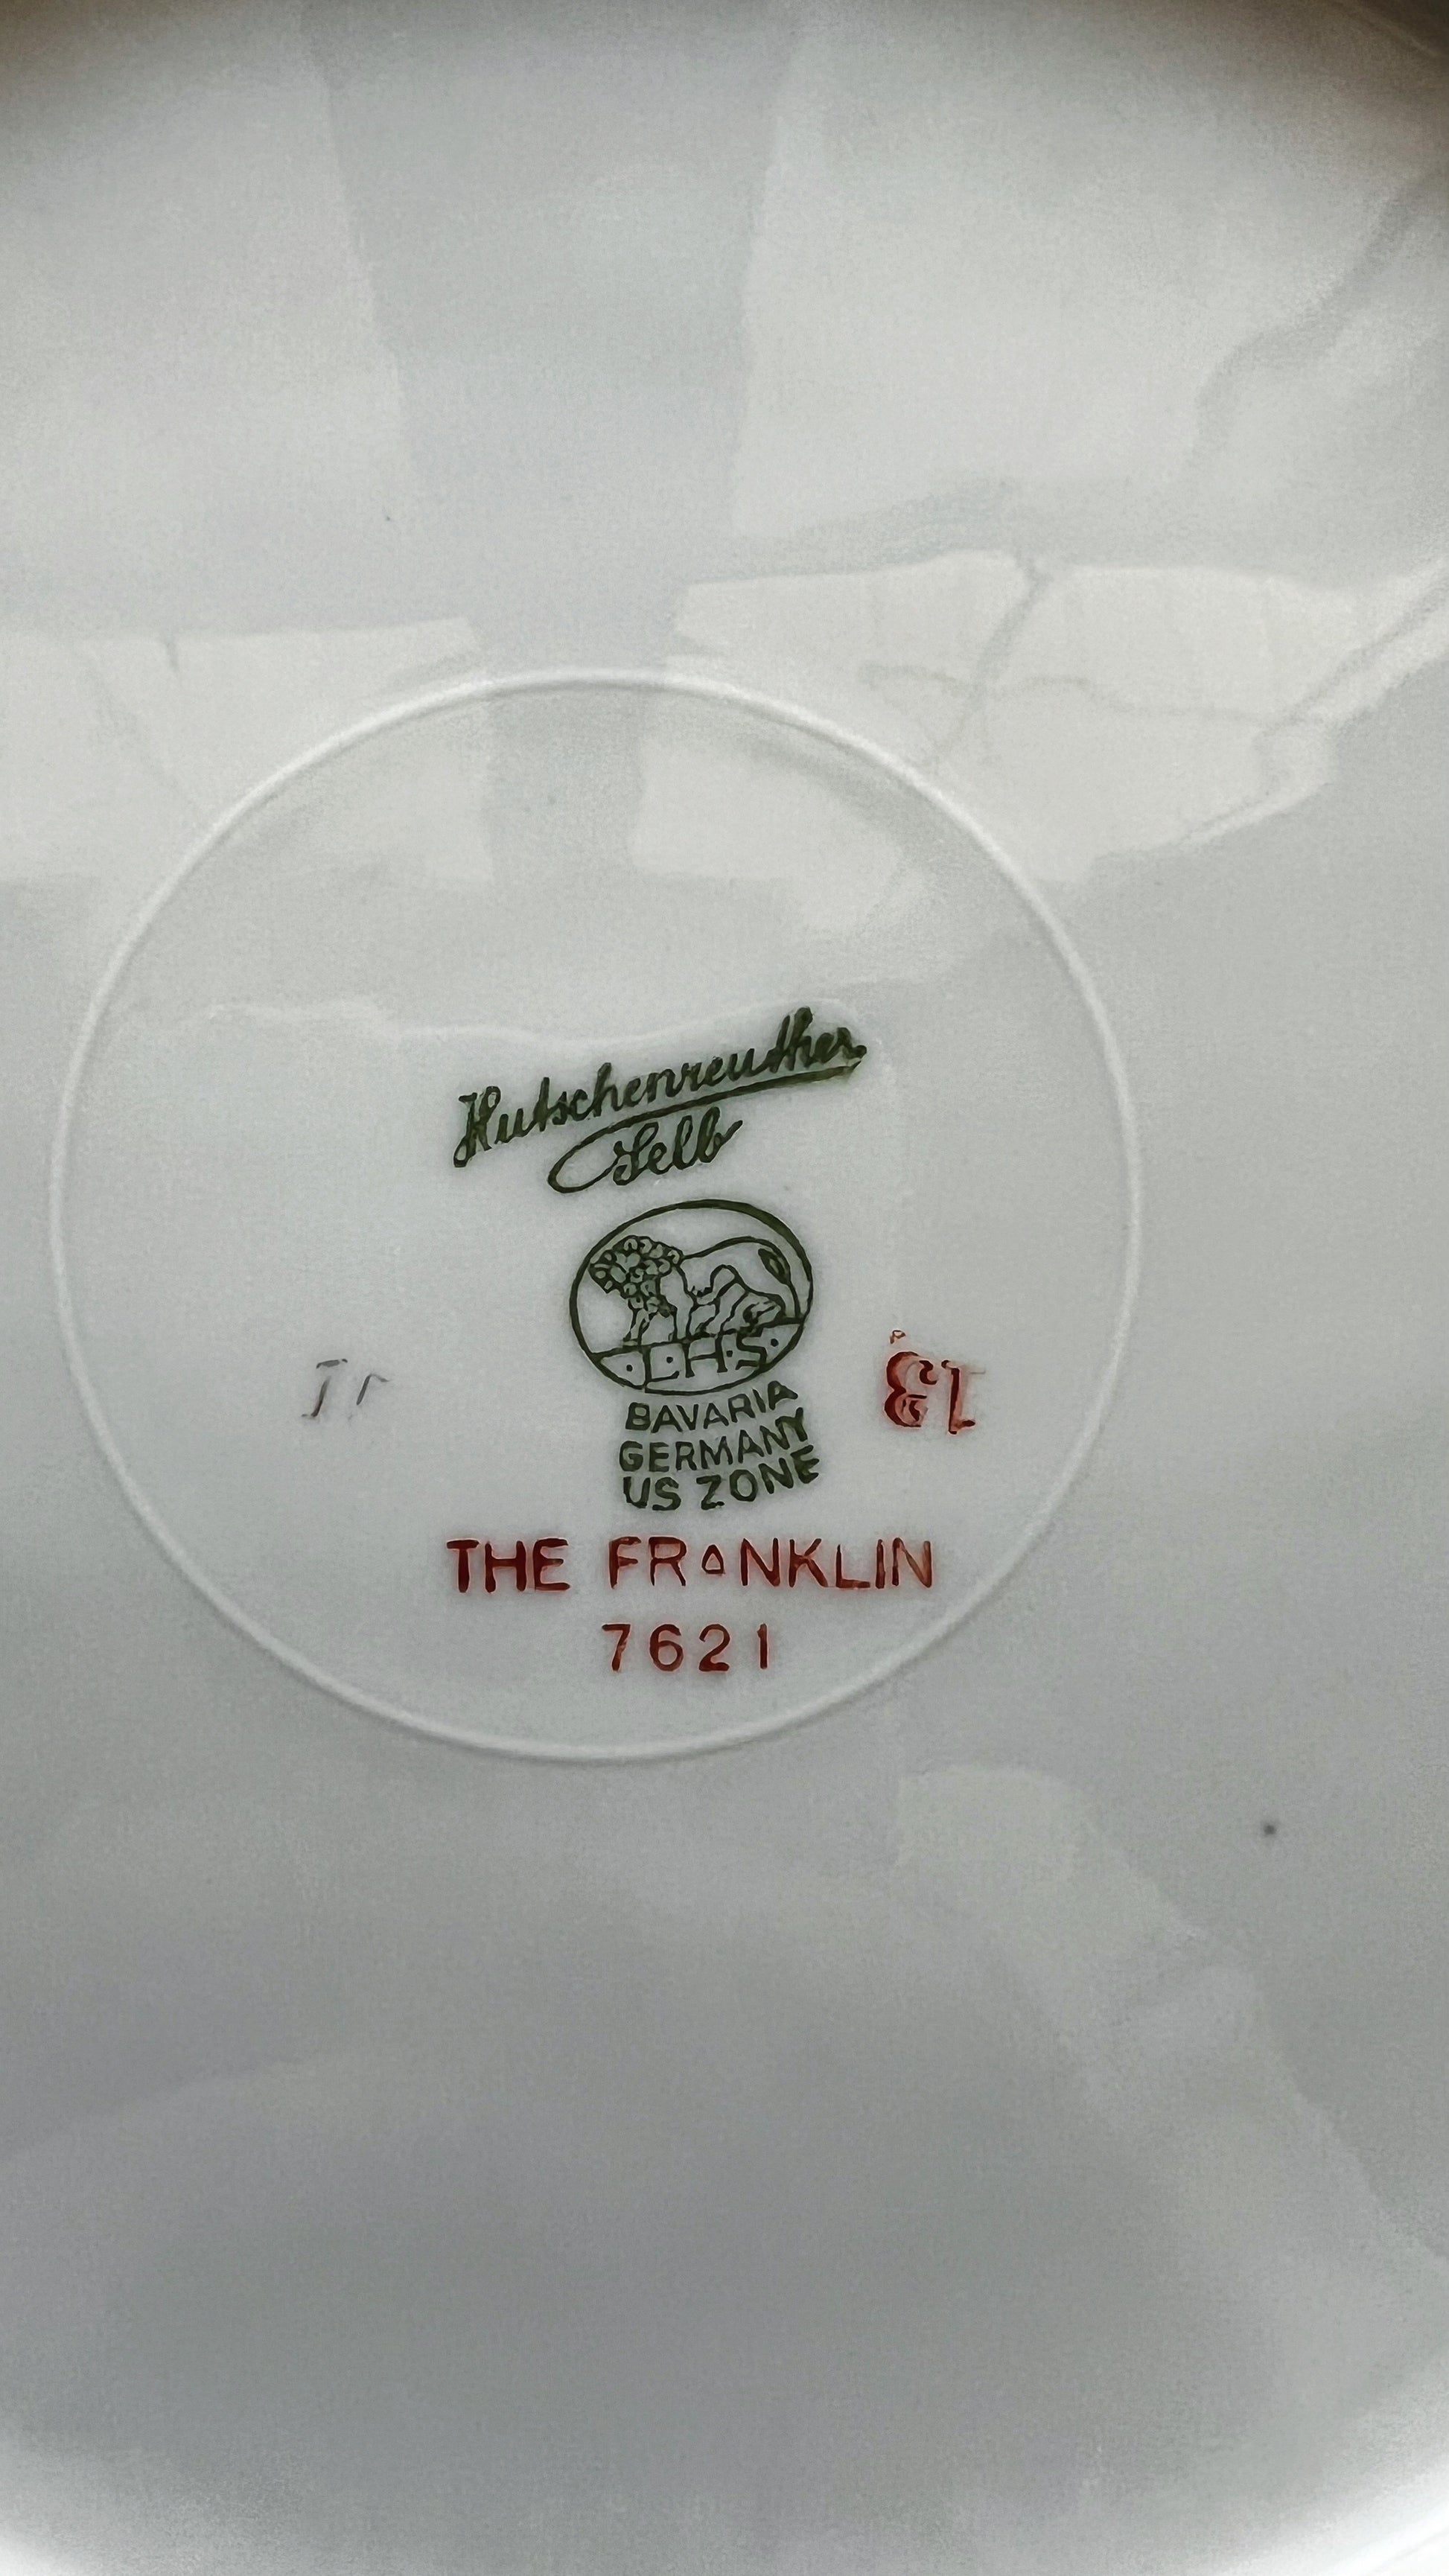 Hutschenreuther
Selb
L.H.S.
BAVARIA
GERMANY
US ZONE
13
THE FRANKLIN
7621